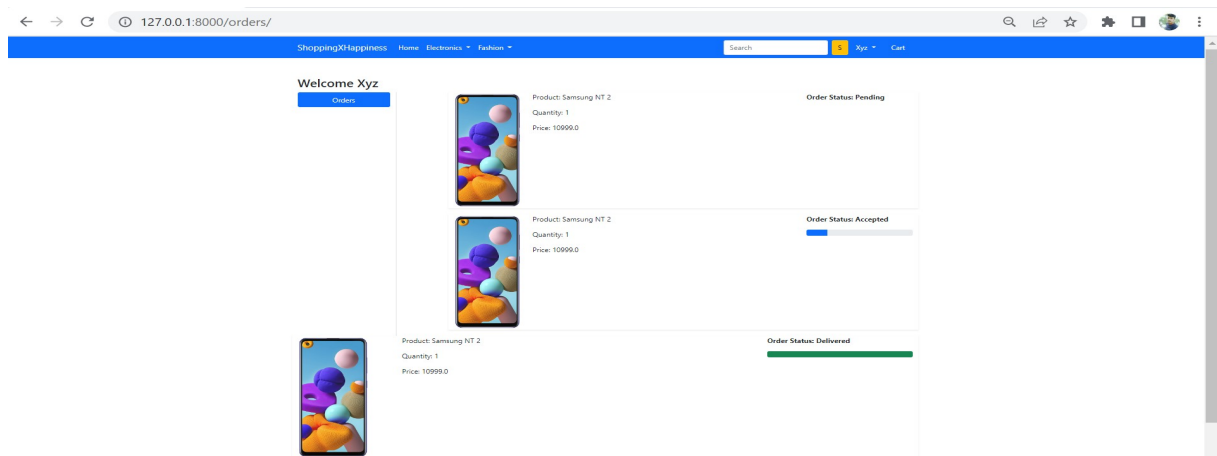 127.0.0.1:8000/orders/
ShoppingXHappiness Home Electronics Fashion Search S Xyz Cart
Welcome Xyz
Orders
Product: Samsung NT 2 Order Status: Pending
Quantity: 1
Price: 10999.0
Product: Samsung NT 2 Order Status: Accepted
Quantity: 1
Price: 10999.0
Product: Samsung NT 2 Order Status: Delivered
Quantity: 1
Price: 10999.0